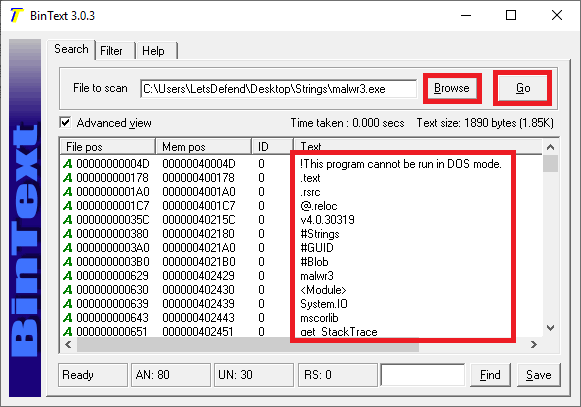 BinText 3.0.3
Search Filter Help
File to scan C:\Users\LetsDefend\Desktop\Strings\malwr3.exe Browse Go
Advanced view Time taken : 0.000 secs Text size: 1890 bytes (1.85K)
File pos Mem pos ID Text
A 00000000004D 00000040004D 0 !This program cannot be run in DOS mode.
A 000000000178 000000400178 0 .text
A 0000000001A0 0000004001A0 0 .rsrc
A 0000000001C7 0000004001C7 0 @.reloc
A 00000000035C 00000040215C 0 v4.0.30319
A 000000000380 000000402180 0 #Strings
A 0000000003A0 0000004021A0 0 #GUID
A 0000000003B0 0000004021B0 0 #Blob
A 000000000629 000000402429 0 malwr3
A 000000000630 000000402430 0 <Module>
A 000000000639 000000402439 0 System.IO
A 000000000643 000000402443 0 mscorlib
A 000000000651 000000402451 0 get_StackTrace
Ready AN: 80 UN: 30 RS: 0 Find Save
BinText